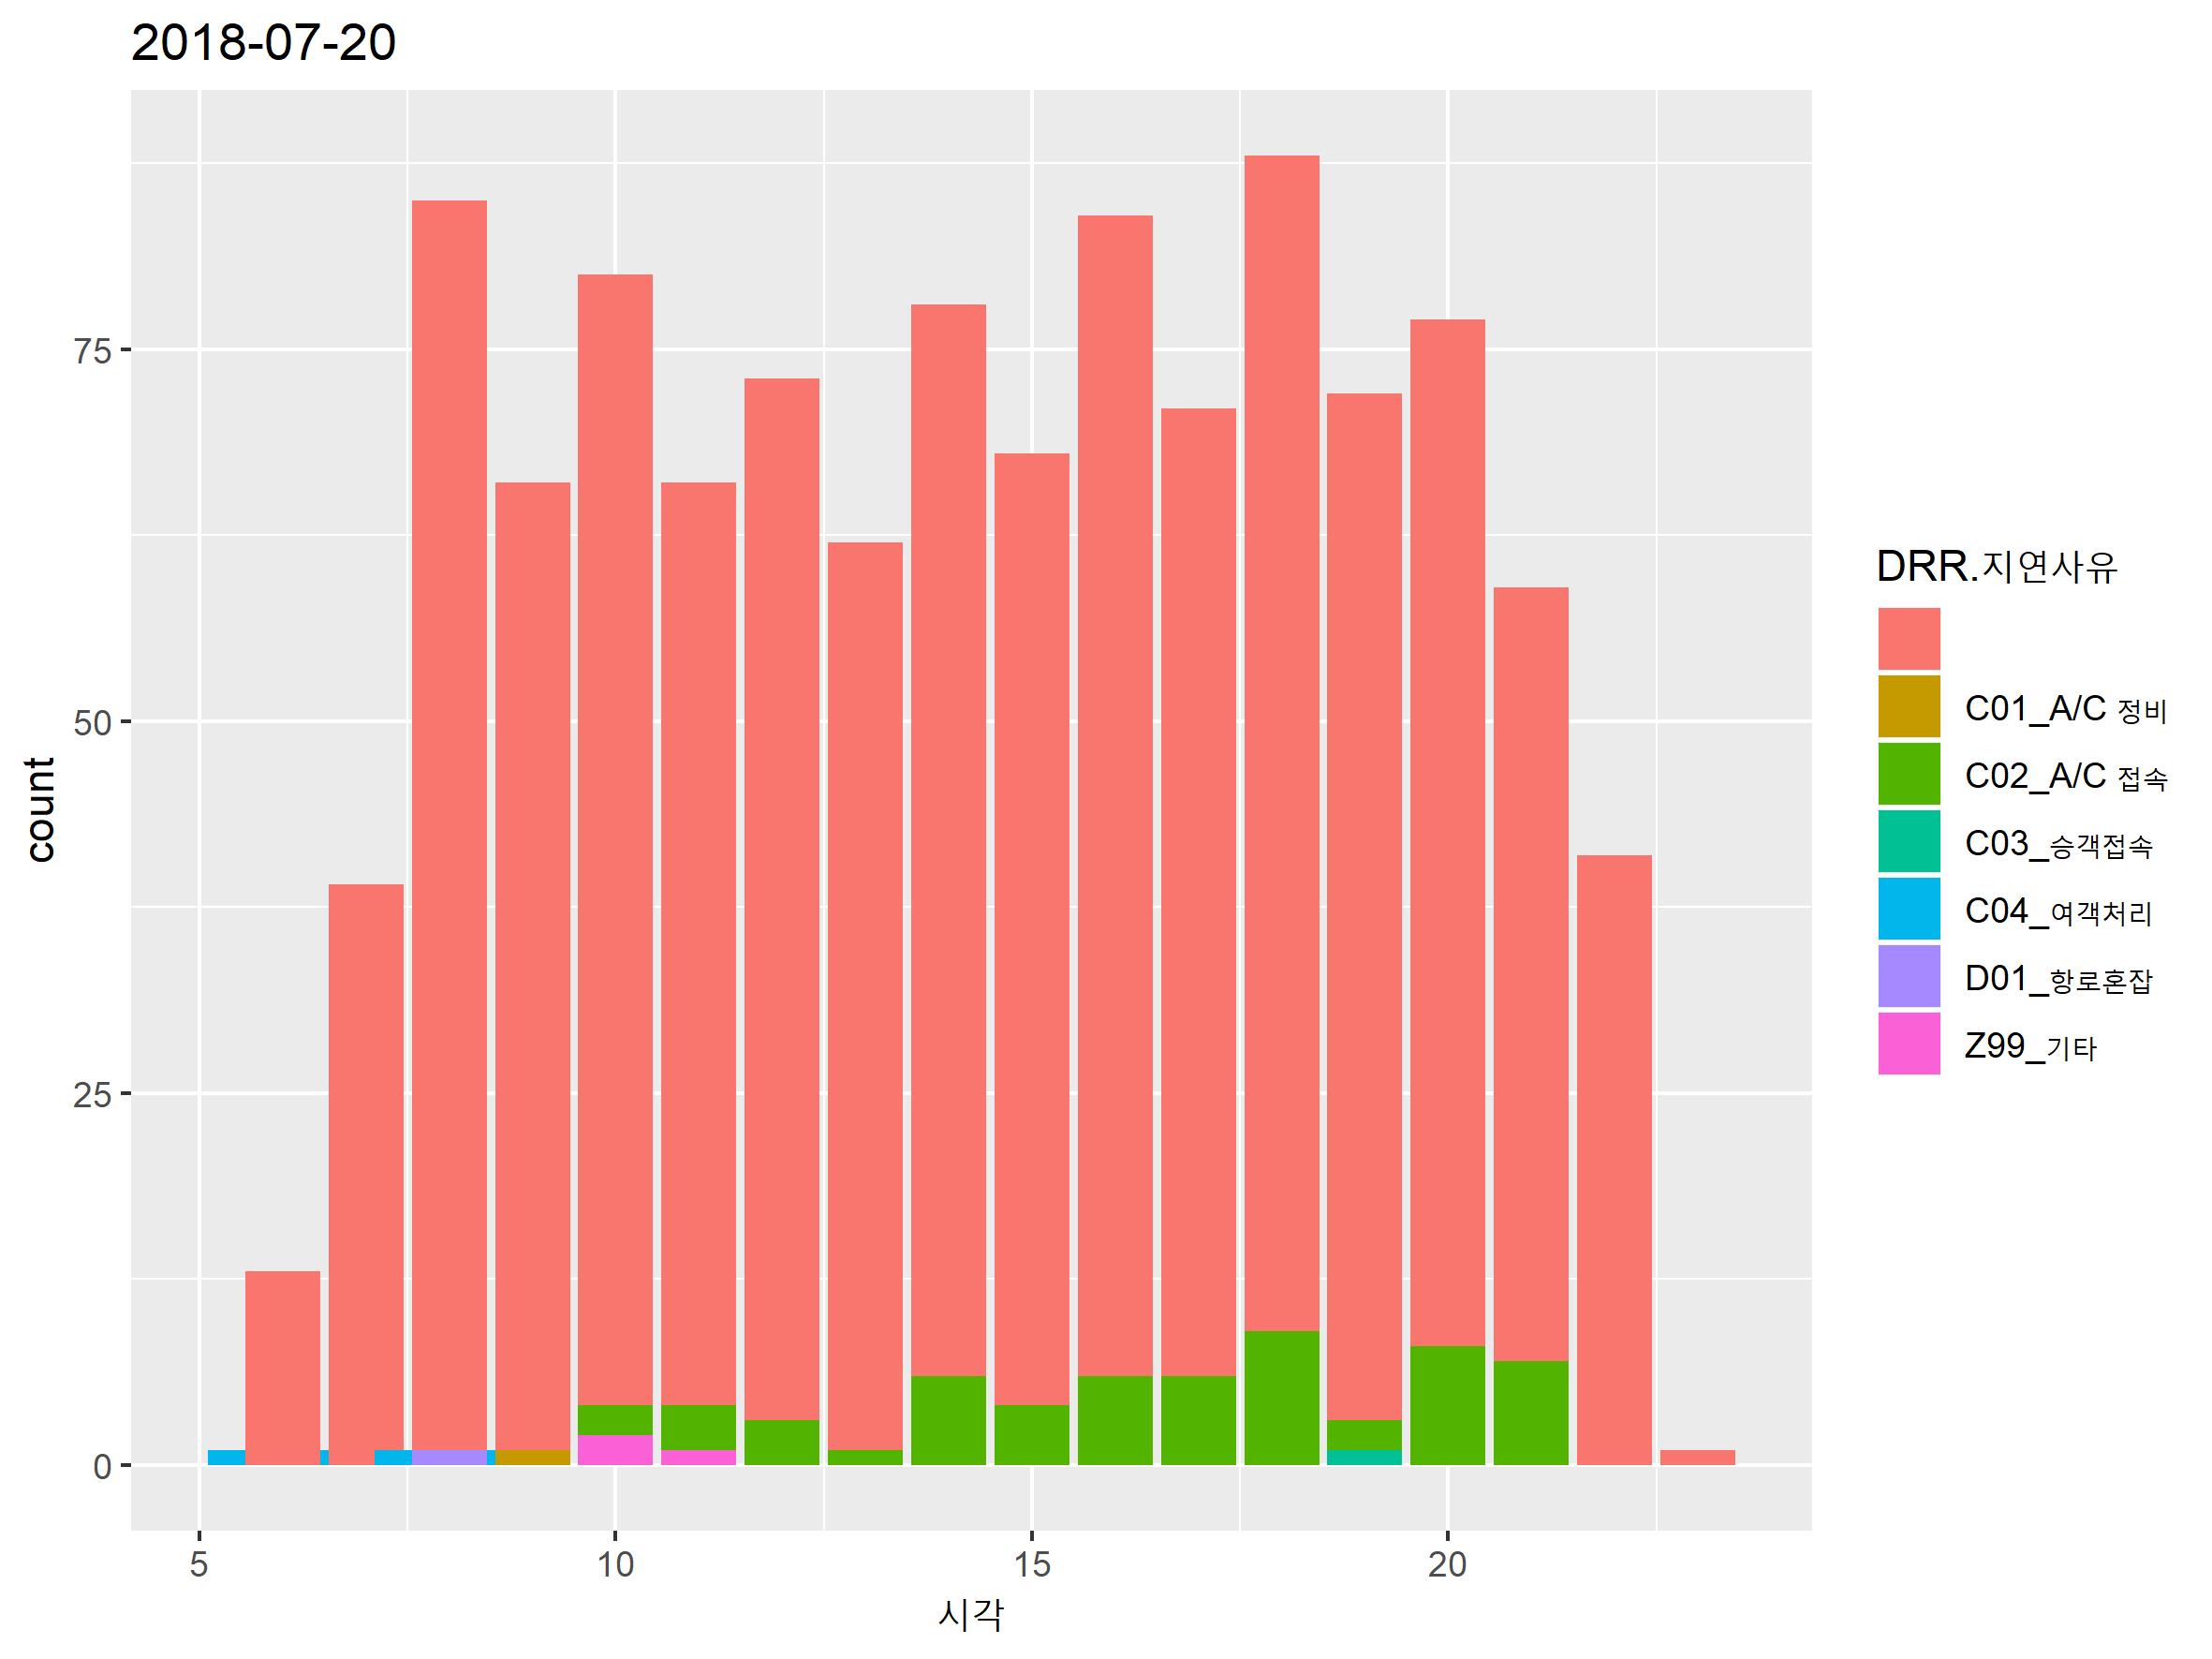 2018-07-20
75
50
25
0
count
5 10 15 20
시각
DRR.지연사유
C01_A/C 정비
C02_A/C 접속
C03_승객접속
C04_여객처리
D01_항로혼잡
Z99_기타